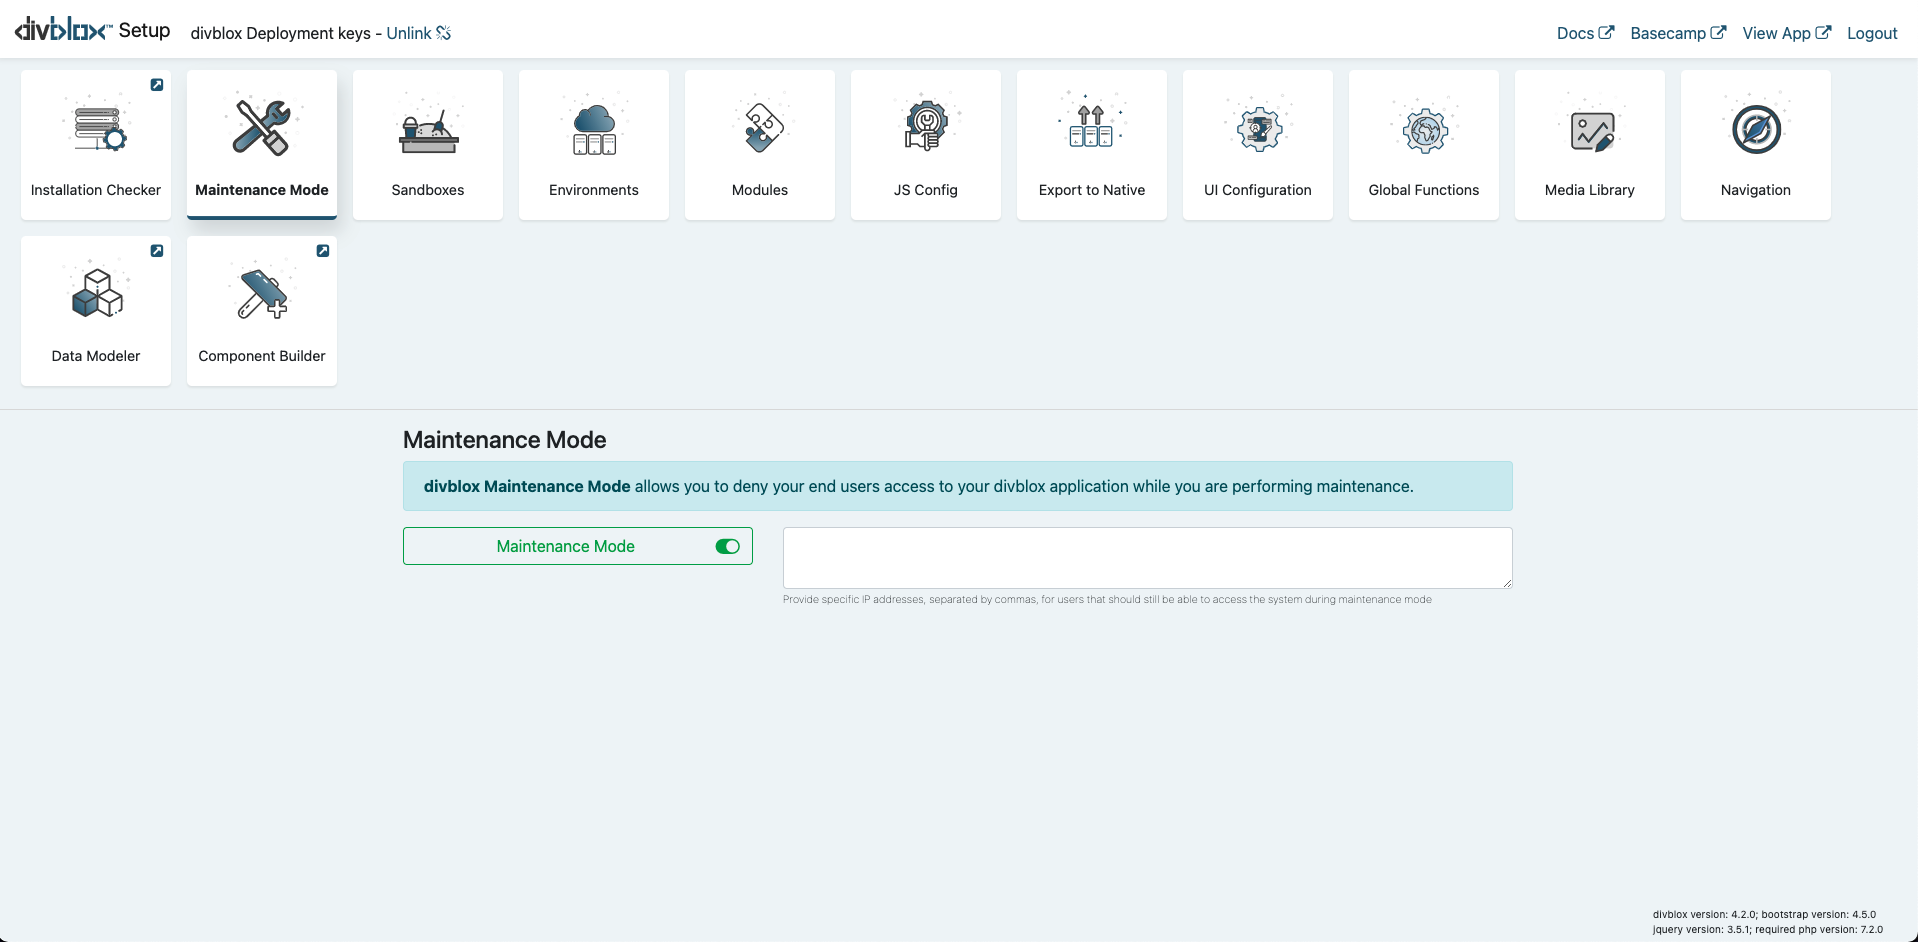 divblox™ Setup divblox Deployment keys - Unlink Docs Basecamp View App Logout
Installation Checker Maintenance Mode Sandboxes Environments Modules JS Config Export to Native UI Configuration Global Functions Media Library Navigation
Data Modeler Component Builder
Maintenance Mode
divblox Maintenance Mode allows you to deny your end users access to your divblox application while you are performing maintenance.
Maintenance Mode
Provide specific IP addresses, separated by commas, for users that should still be able to access the system during maintenance mode
divblox version: 4.2.0; bootstrap version: 4.5.0
jquery version: 3.5.1; required php version: 7.2.0